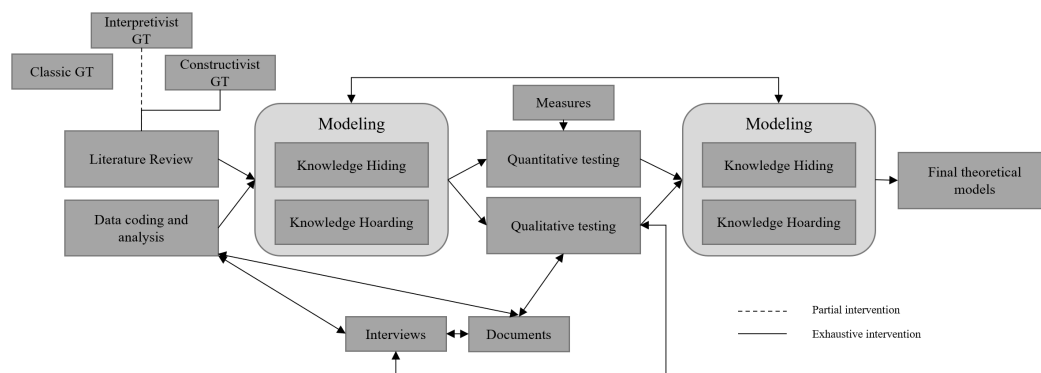 Interpretivist
GT
Classic GT
Constructivist
GT
Measures
Modeling
Modeling
Literature Review
Knowledge Hiding
Quantitative testing
Knowledge Hiding
Final theoretical
models
Data coding and
analysis
Knowledge Hoarding
Qualitative testing
Knowledge Hoarding
Interviews
Documents
Partial intervention
Exhaustive intervention